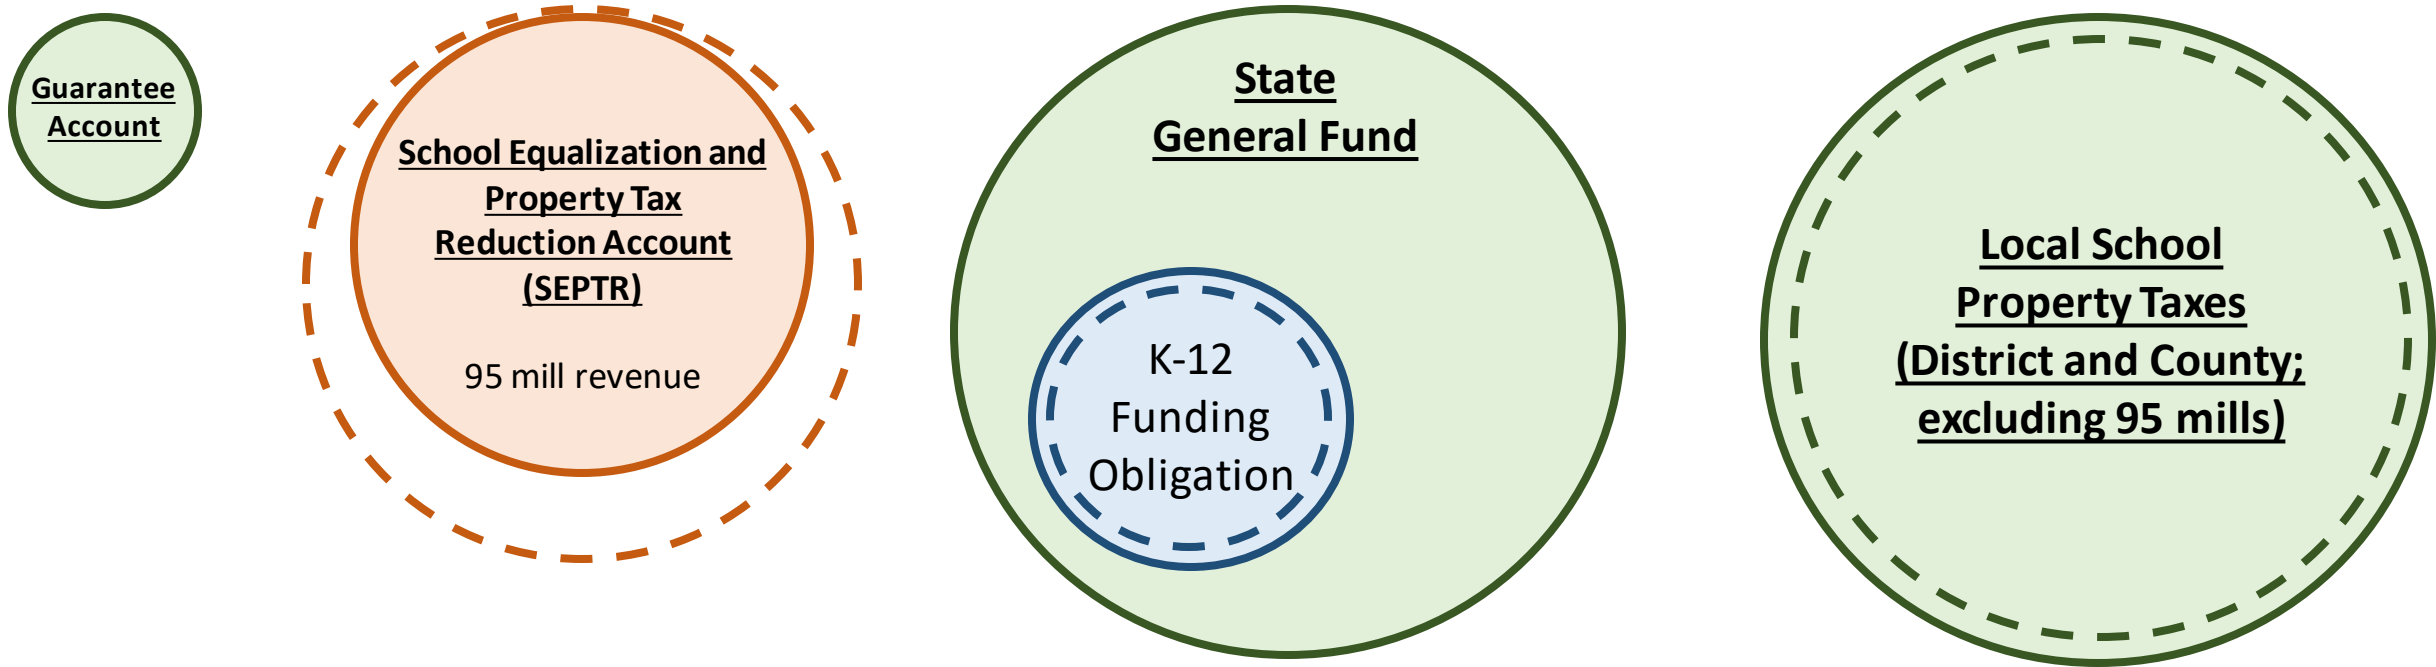 Guarantee
Account
School Equalization and
Property Tax
Reduction Account
(SEPTR)
95 mill revenue
State
General Fund
K-12
Funding
Obligation
Local School
Property Taxes
(District and County;
excluding 95 mills)